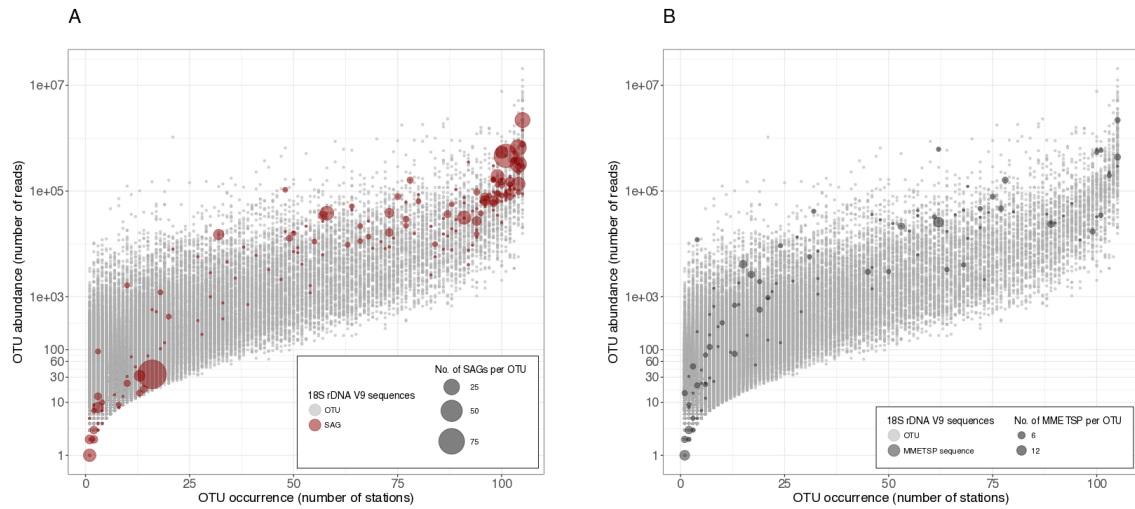 A
OTU abundance (number of reads)
1e+07
1e+05
1e+03
100
60
30
10
1
0
25
50
75
100
OTU occurrence (number of stations)
18S rDNA V9 sequences
OTU
SAG
No. of SAGs per OTU
25
50
75
B
OTU abundance (number of reads)
1e+07
1e+05
1e+03
100
60
30
10
1
0
25
50
75
100
OTU occurrence (number of stations)
18S rDNA V9 sequences
OTU
MMETSP sequence
No. of MMETSP per OTU
6
12